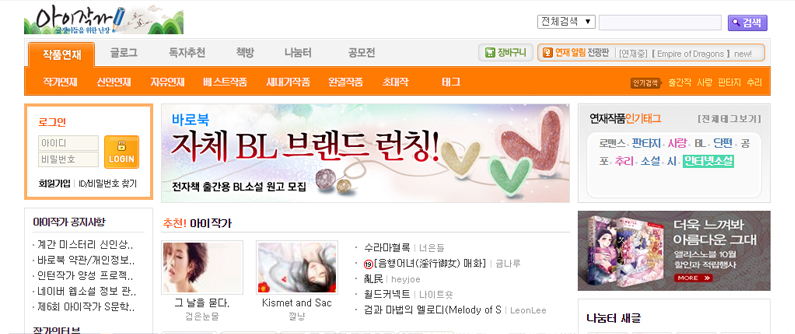 아이작가
글쟁이들을 위한 난장
전체검색 검색
작품연재 글로그 독자추천 책방 나눔터 공모전 장바구니 연재 알림 전광판 [연재중]【 Empire of Dragons 】new!
작가연재 신인연재 자유연재 베스트작품 새내기작품 완결작품 초대작 태그 인기검색 출간작 사랑 판타지 추리
로그인
아이디
비밀번호
LOGIN
회원가입 | ID/비밀번호 찾기
바로북
자체 BL 브랜드 런칭!
전자책 출간용 BL소설 원고 모집
연재작품인기태그 [전체태그보기]
로맨스 · 판타지 · 사랑 · BL · 단편 · 공
포 · 추리 · 소설 · 시 · 인터넷소설
아이작가 공지사항
· 계간 미스터리 신인상..
· 바로북 약관/개인정보..
· 인턴작가 양성 프로젝..
· 네이버 웹소설 정보 관..
· 제6회 아이작가 S문학..
작가인터뷰
추천! 아이작가
그 날을 묻다.
검은눈물
Kismet and Sac
깔냥
· 수라마혈록 | 너은들
· 19 [음행어녀(淫行御女) 매화] | 금나루
· 亂民 | heyjoe
· 월드커넥트 | 나이트숏
· 검과 마법의 멜로디(Melody of S | LeonLee
더욱 느껴봐
아름다운 그대
앨리스노블 10월
할인과 적립행사
MORE
나눔터 새글